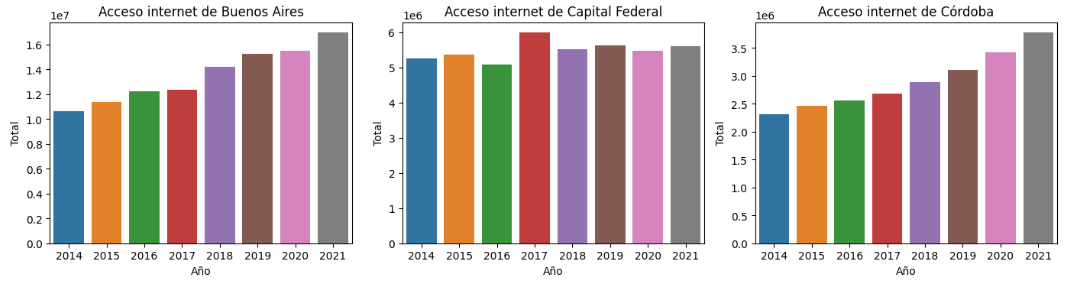 Acceso internet de Buenos Aires
1e7
1.6
1.4
1.2
1.0
0.8
0.6
0.4
0.2
0.0
Total
2014 2015 2016 2017 2018 2019 2020 2021
Año
Acceso internet de Capital Federal
1e6
6
5
4
3
2
1
0
Total
2014 2015 2016 2017 2018 2019 2020 2021
Año
Acceso internet de Córdoba
1e6
3.5
3.0
2.5
2.0
1.5
1.0
0.5
0.0
Total
2014 2015 2016 2017 2018 2019 2020 2021
Año